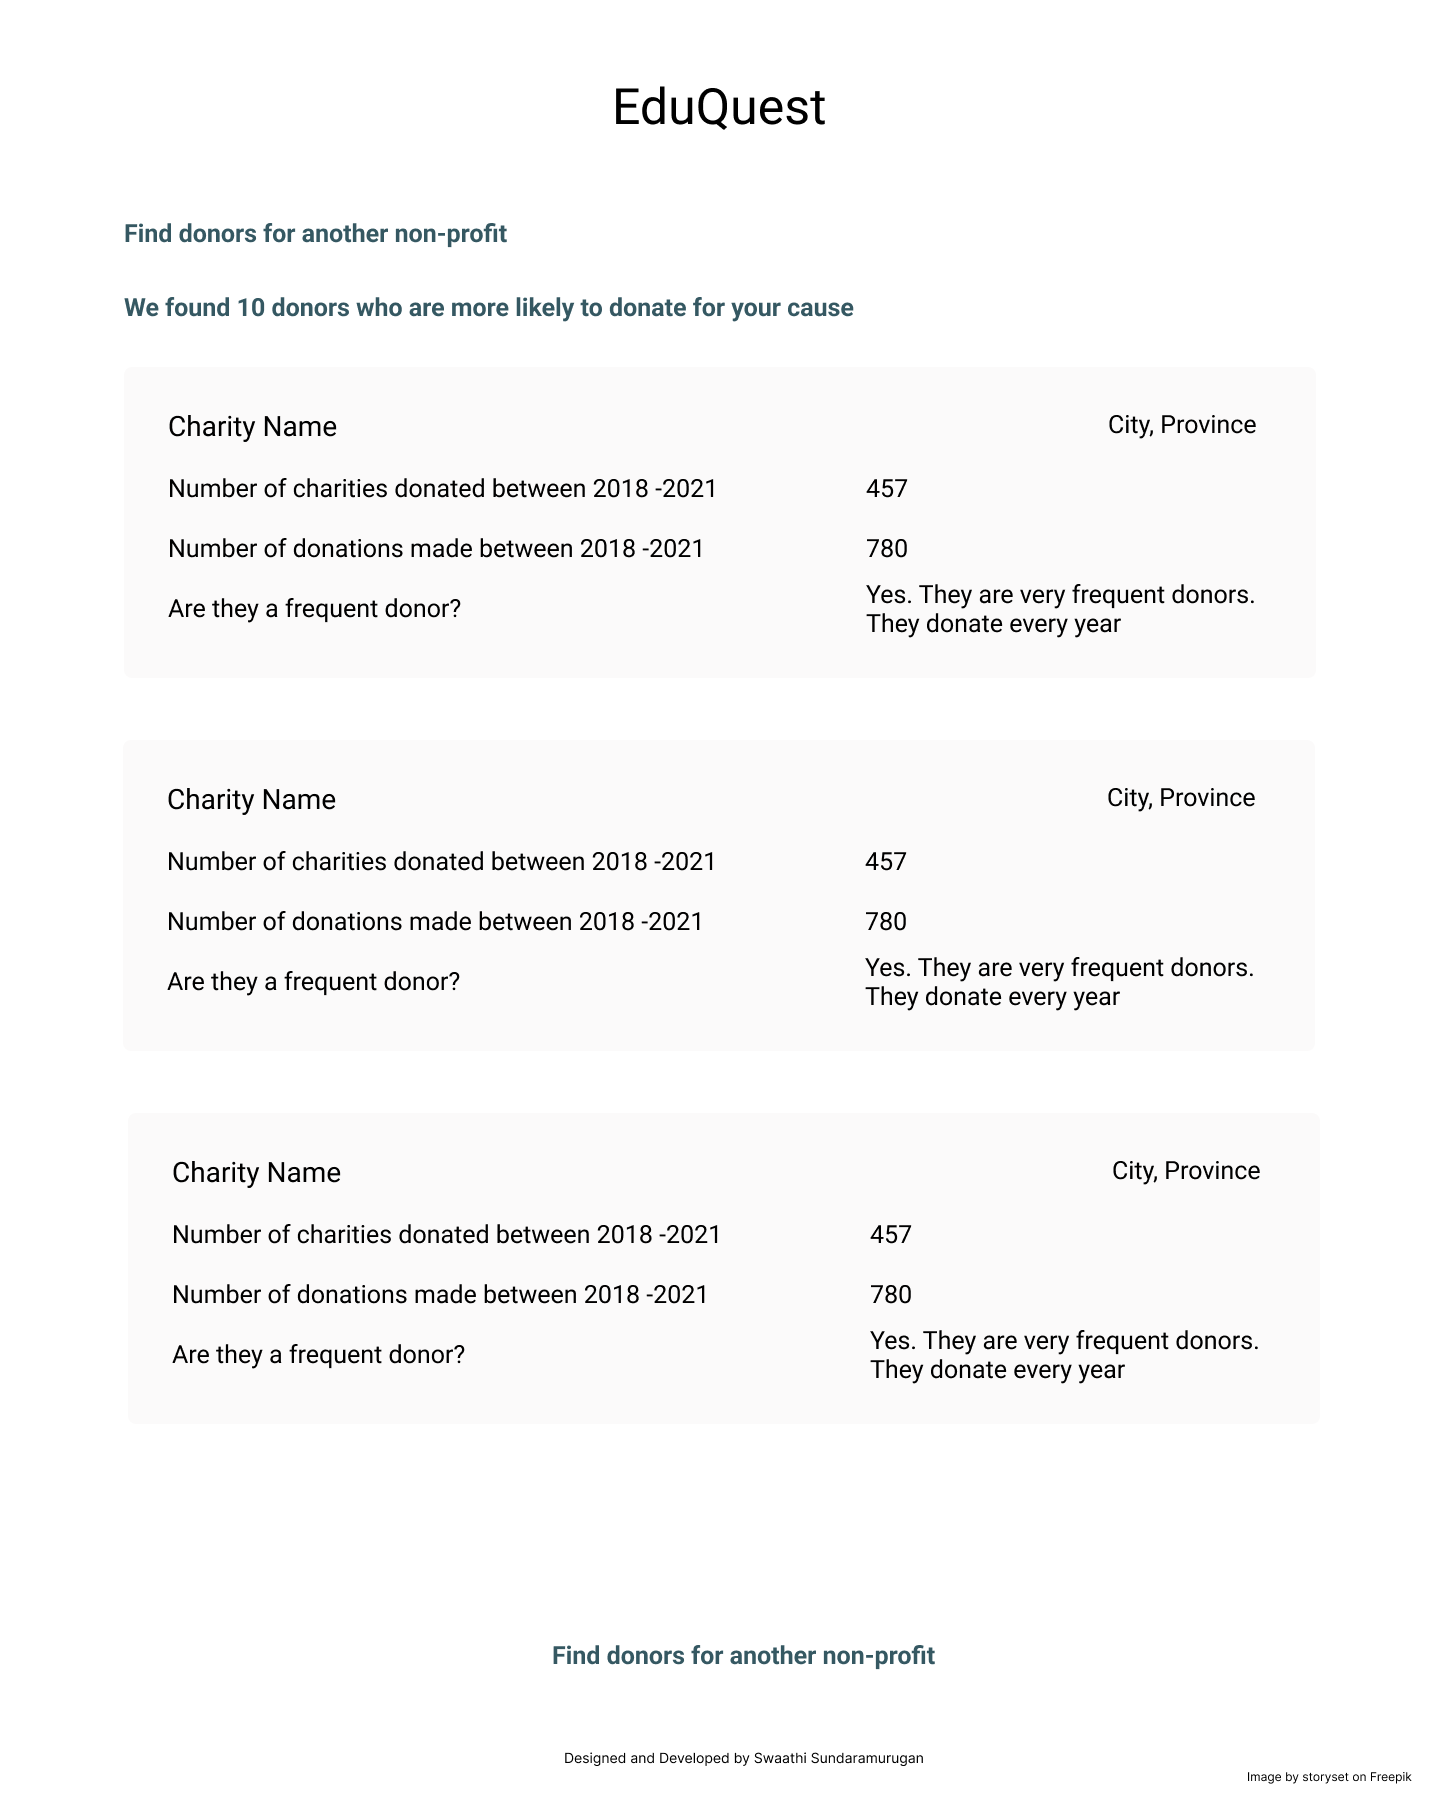 EduQuest
Find donors for another non-profit
We found 10 donors who are more likely to donate for your cause
Charity Name
City, Province
Number of charities donated between 2018 -2021
457
Number of donations made between 2018 -2021
780
Are they a frequent donor?
Yes. They are very frequent donors.
They donate every year
Charity Name
City, Province
Number of charities donated between 2018 -2021
457
Number of donations made between 2018 -2021
780
Are they a frequent donor?
Yes. They are very frequent donors.
They donate every year
Charity Name
City, Province
Number of charities donated between 2018 -2021
457
Number of donations made between 2018 -2021
780
Are they a frequent donor?
Yes. They are very frequent donors.
They donate every year
Find donors for another non-profit
Designed and Developed by Swaathi Sundaramurugan
Image by storyset on Freepik